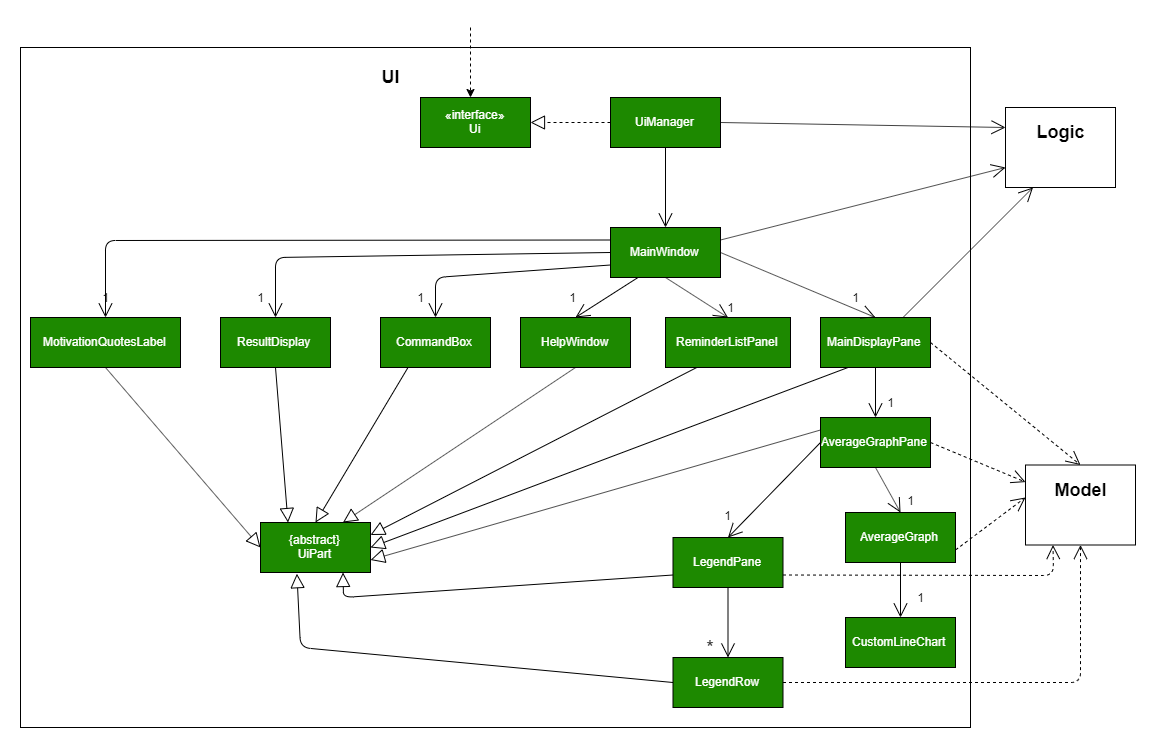 UI
«interface»
Ui
UiManager
Logic
MainWindow
1
1
1
1
1
1
MotivationQuotesLabel
ResultDisplay
CommandBox
HelpWindow
ReminderListPanel
MainDisplayPane
1
AverageGraphPane
Model
1
1
{abstract}
UiPart
AverageGraph
LegendPane
1
*
CustomLineChart
LegendRow